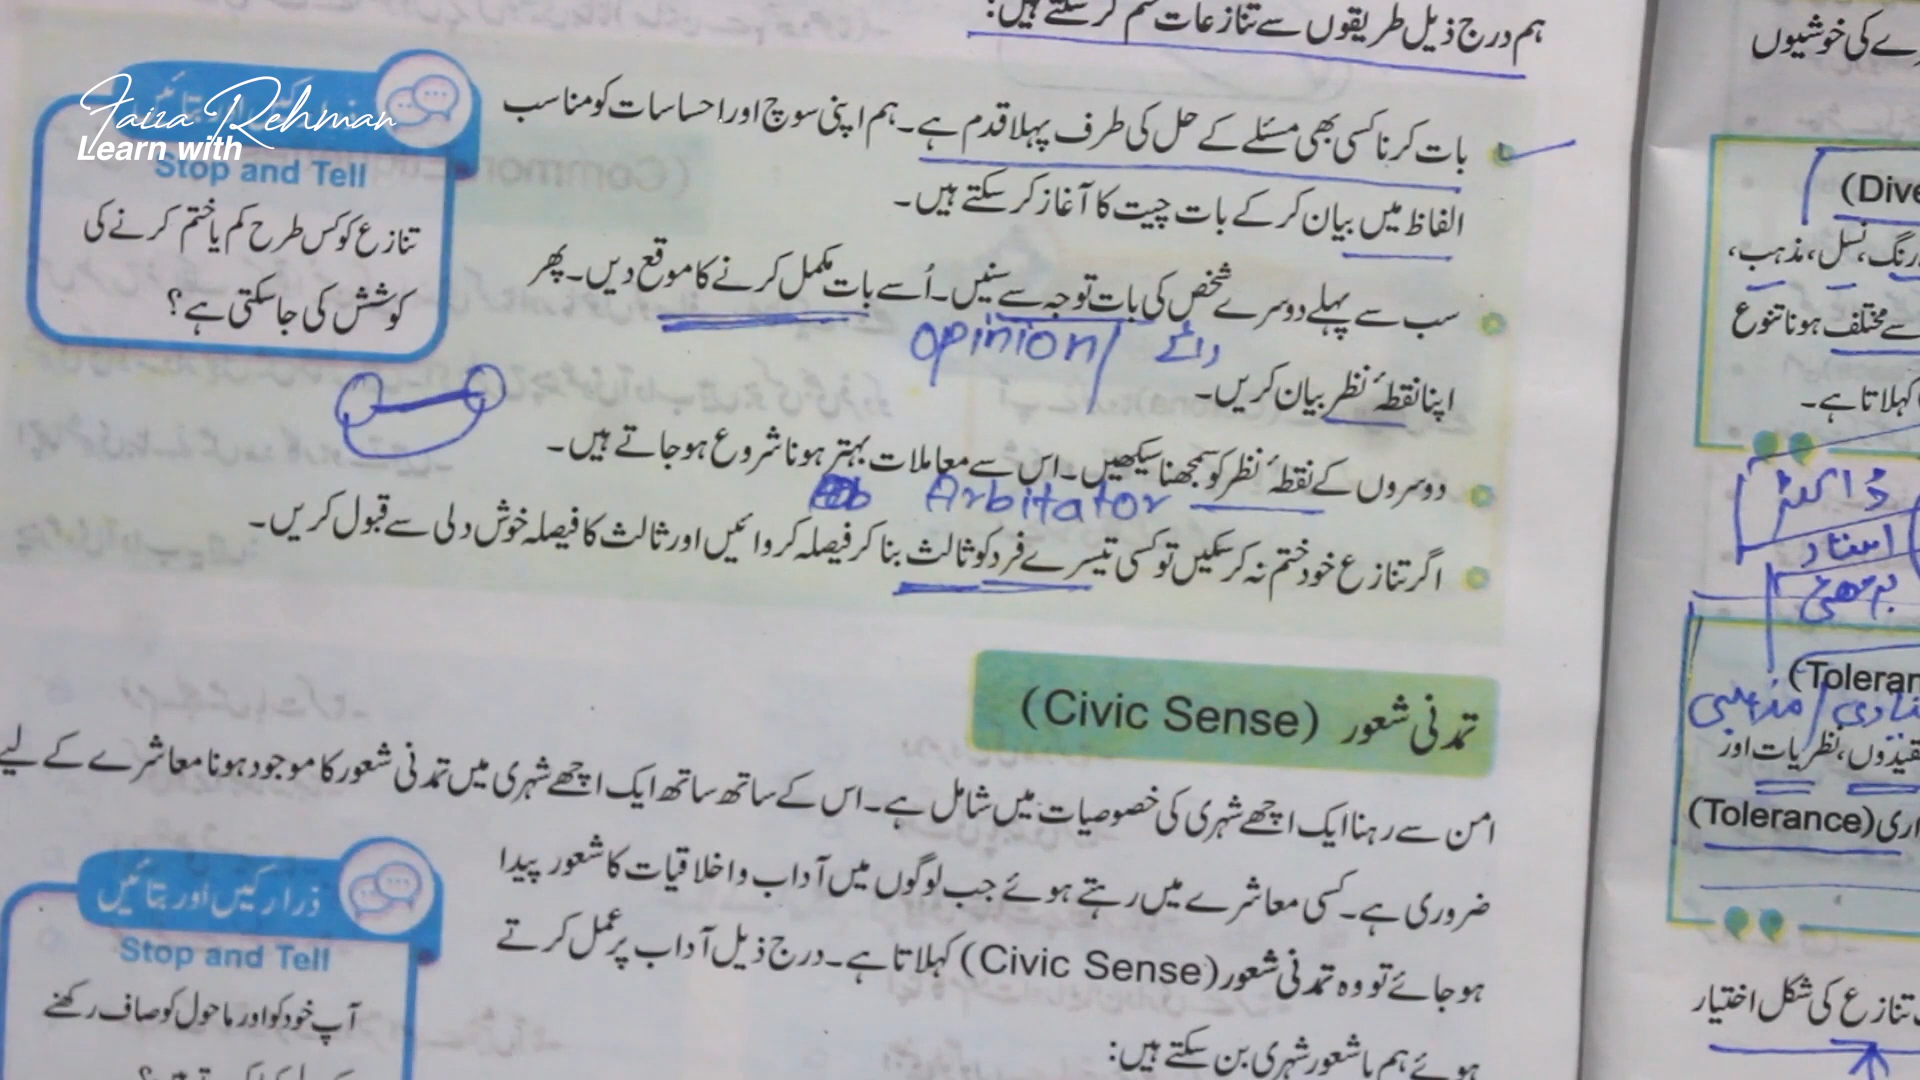 ہم درج ذیل طریقوں سے تنازعات ختم کر سکتے ہیں:
بات کرنا کسی بھی مسئلے کے حل کی طرف پہلا قدم ہے۔ ہم اپنی سوچ اور احساسات کو مناسب
الفاظ میں بیان کر کے بات چیت کا آغاز کر سکتے ہیں۔
سب سے پہلے دوسرے شخص کی بات توجہ سے سنیں۔ اُسے بات مکمل کرنے کا موقع دیں۔ پھر
opinion/ رائے
اپنا نقطۂ نظر بیان کریں۔
دوسروں کے نقطۂ نظر کو سمجھنا سیکھیں۔ اس سے معاملات بہتر ہونا شروع ہو جاتے ہیں۔
Arbitator
اگر تنازع خود ختم نہ کر سکیں تو کسی تیسرے فرد کو ثالث بنا کر فیصلہ کروائیں اور ثالث کا فیصلہ خوش دلی سے قبول کریں۔
Faiza Rehman
Learn with
Stop and Tell
تنازع کو کس طرح کم یا ختم کرنے کی
کوشش کی جا سکتی ہے؟
تمدنی شعور (Civic Sense)
امن سے رہنا ایک اچھے شہری کی خصوصیات میں شامل ہے۔ اس کے ساتھ ساتھ ایک اچھے شہری میں تمدنی شعور کا موجود ہونا معاشرے کے لیے
ضروری ہے۔ کسی معاشرے میں رہتے ہوئے جب لوگوں میں آداب و اخلاقیات کا شعور پیدا
ہو جائے تو وہ تمدنی شعور (Civic Sense) کہلاتا ہے۔ درج ذیل آداب پر عمل کرتے
ہوئے ہم باشعور شہری بن سکتے ہیں:
ذرا رکیں اور بتائیں
Stop and Tell
آپ خود کو اور ماحول کو صاف رکھنے
کی خوشیوں
(Dive
رنگ، نسل، مذہب،
سے مختلف ہونا تنوع
کہلاتا ہے۔
ڈاکٹر
استاد
بڑھئی
(Toleran
مذہبی
نظریات اور
(Tolerance)
تنازع کی شکل اختیار